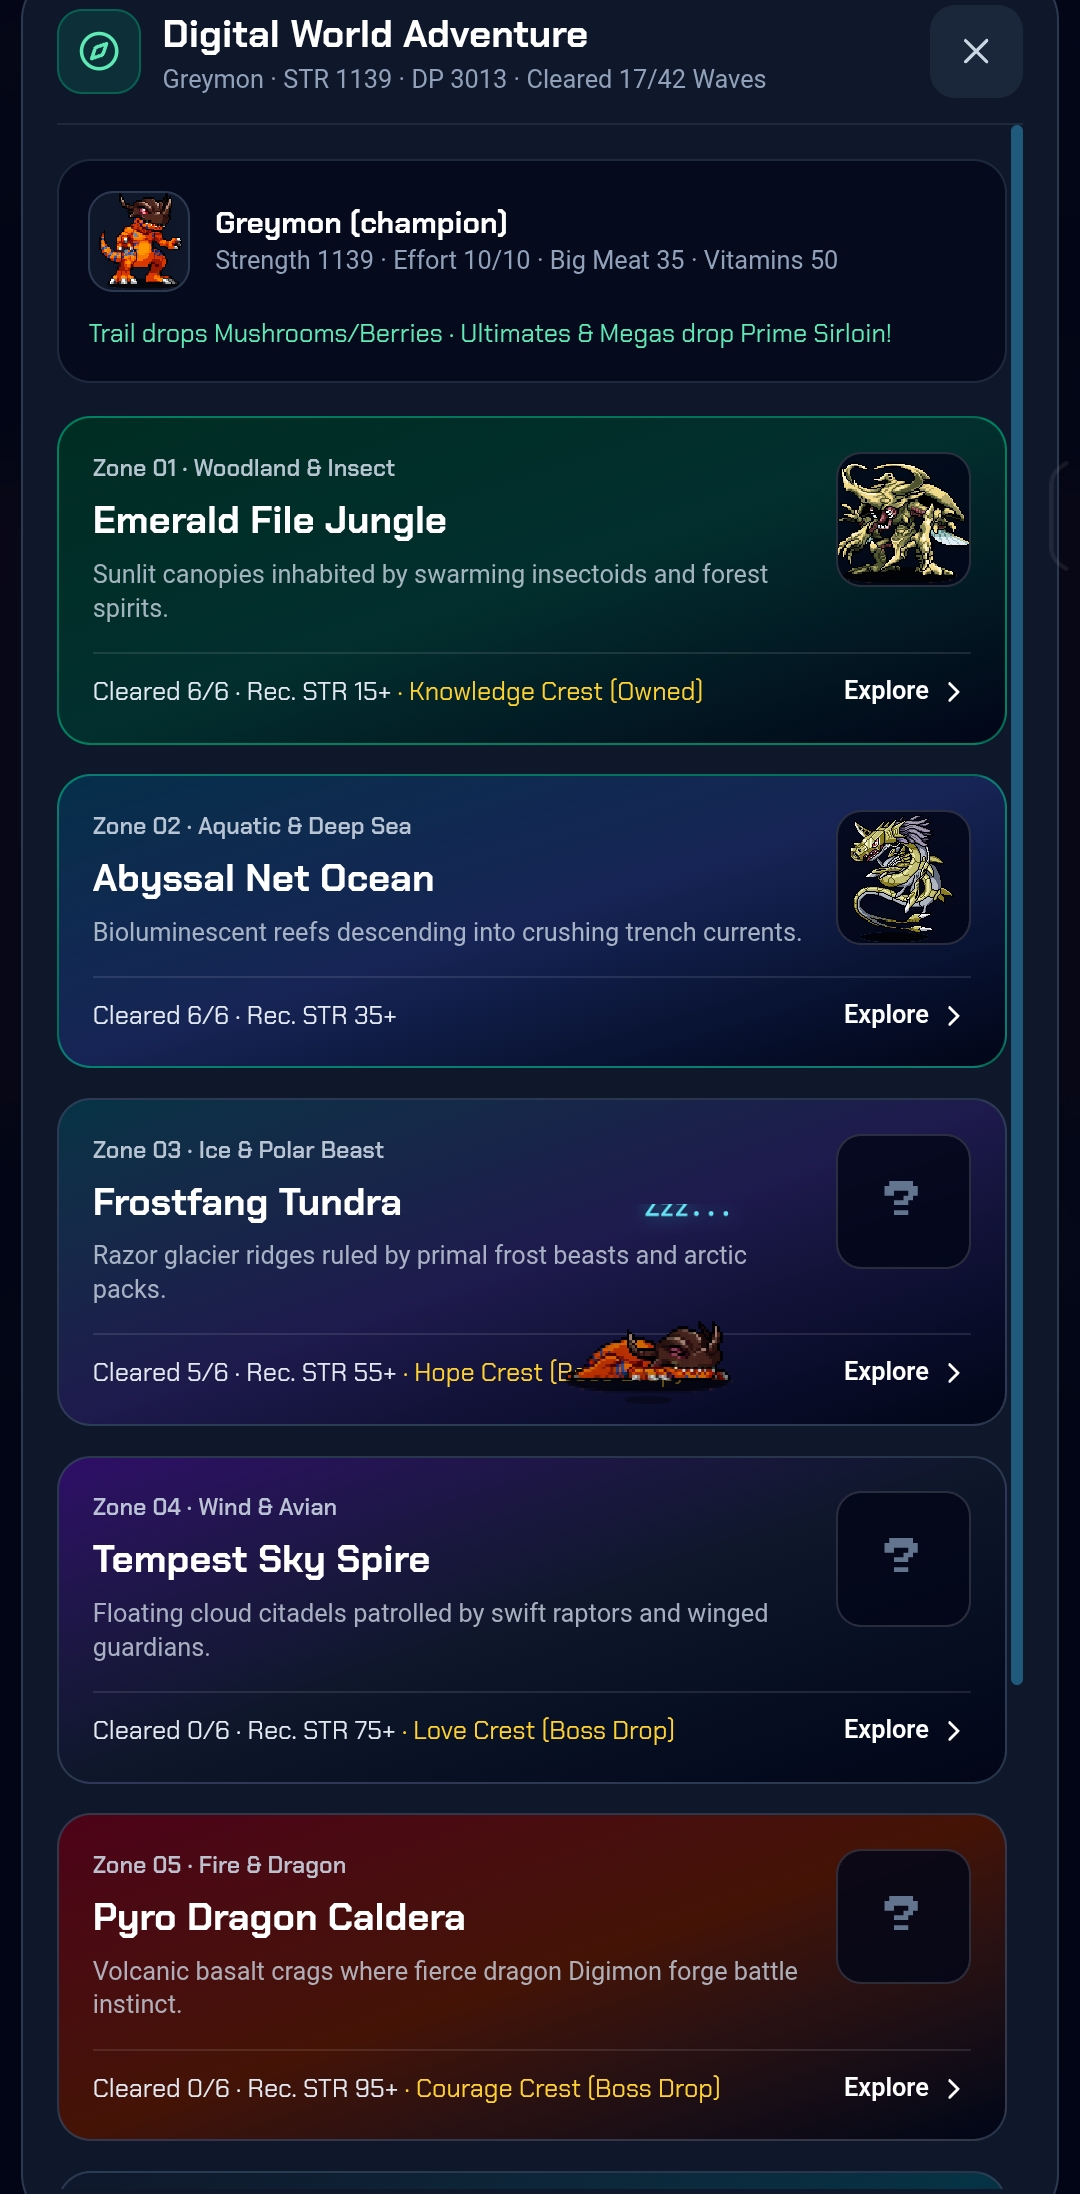 Digital World Adventure
Greymon · STR 1139 · DP 3013 · Cleared 17/42 Waves
Greymon (champion)
Strength 1139 · Effort 10/10 · Big Meat 35 · Vitamins 50
Trail drops Mushrooms/Berries · Ultimates & Megas drop Prime Sirloin!
Zone 01 · Woodland & Insect
Emerald File Jungle
Sunlit canopies inhabited by swarming insectoids and forest
spirits.
Cleared 6/6 · Rec. STR 15+ · Knowledge Crest (Owned)
Explore
Zone 02 · Aquatic & Deep Sea
Abyssal Net Ocean
Bioluminescent reefs descending into crushing trench currents.
Cleared 6/6 · Rec. STR 35+
Explore
Zone 03 · Ice & Polar Beast
Frostfang Tundra
?
zzz...
Razor glacier ridges ruled by primal frost beasts and arctic
packs.
Cleared 5/6 · Rec. STR 55+ · Hope Crest
Explore
Zone 04 · Wind & Avian
Tempest Sky Spire
?
Floating cloud citadels patrolled by swift raptors and winged
guardians.
Cleared 0/6 · Rec. STR 75+ · Love Crest (Boss Drop)
Explore
Zone 05 · Fire & Dragon
Pyro Dragon Caldera
?
Volcanic basalt crags where fierce dragon Digimon forge battle
instinct.
Cleared 0/6 · Rec. STR 95+ · Courage Crest (Boss Drop)
Explore